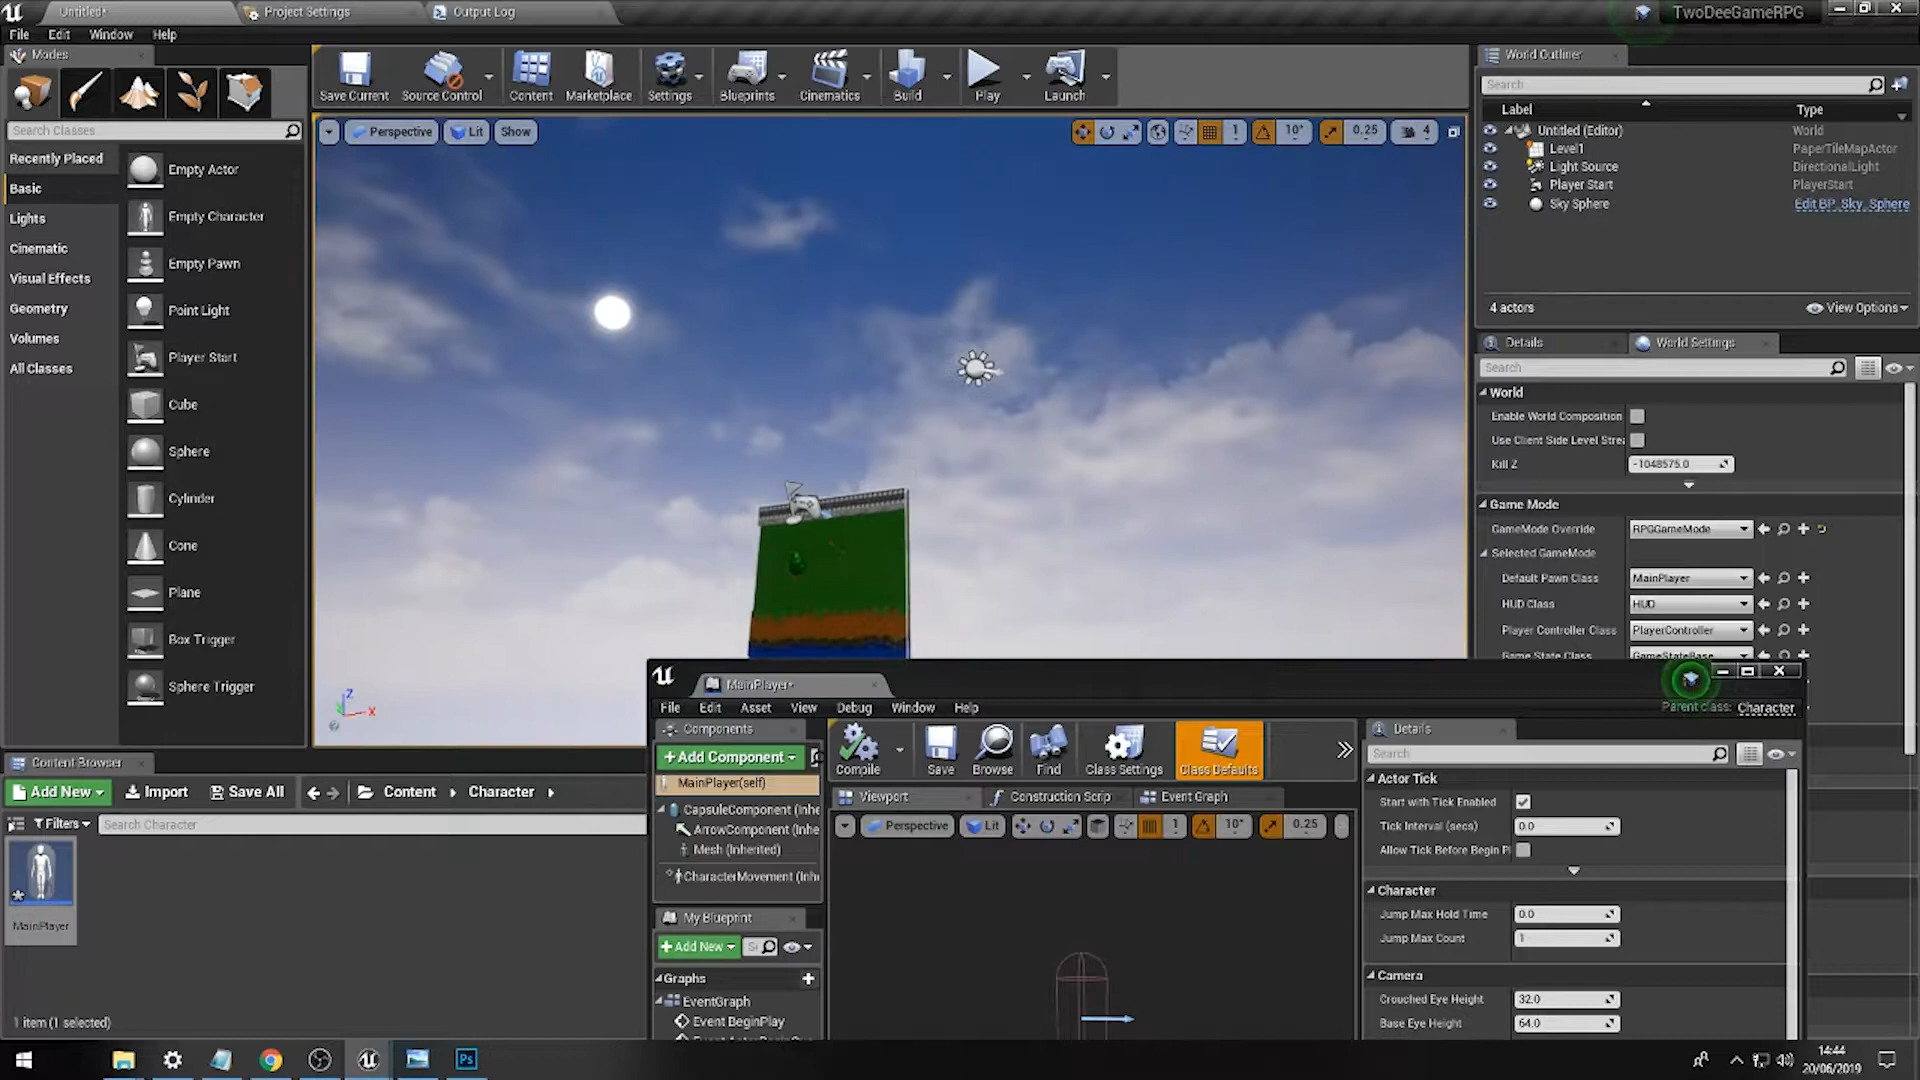 Untitled*
Project Settings
Output Log
TwoDeeGameRPG
File Edit Window Help
Modes
Search Classes
Recently Placed
Basic
Lights
Cinematic
Visual Effects
Geometry
Volumes
All Classes
Empty Actor
Empty Character
Empty Pawn
Point Light
Player Start
Cube
Sphere
Cylinder
Cone
Plane
Box Trigger
Sphere Trigger
Save Current
Source Control
Content
Marketplace
Settings
Blueprints
Cinematics
Build
Play
Launch
Perspective
Lit
Show
1
10°
0.25
4
Z
X
World Outliner
Search
Label Type
Untitled (Editor) World
Level1 PaperTileMapActor
Light Source DirectionalLight
Player Start PlayerStart
Sky Sphere Edit BP_Sky_Sphere
4 actors
View Options
Details
World Settings
Search
World
Enable World Composition
Use Client Side Level Strea
Kill Z -1048575.0
Game Mode
GameMode Override RPGGameMode
Selected GameMode
Default Pawn Class MainPlayer
HUD Class HUD
Player Controller Class PlayerController
Game State Class GameStateBase
Content Browser
Add New
Import
Save All
Content
Character
Filters
Search Character
MainPlayer
1 item (1 selected)
MainPlayer*
File Edit Asset View Debug Window Help
Parent class: Character
Components
+Add Component
MainPlayer(self)
CapsuleComponent (Inhe
ArrowComponent (Inhe
Mesh (Inherited)
CharacterMovement (Inh
My Blueprint
+Add New
Graphs
EventGraph
Event BeginPlay
Compile
Save
Browse
Find
Class Settings
Class Defaults
Viewport
Construction Scrip
Event Graph
Perspective
Lit
1
10°
0.25
Details
Search
Actor Tick
Start with Tick Enabled
Tick Interval (secs) 0.0
Allow Tick Before Begin P
Character
Jump Max Hold Time 0.0
Jump Max Count 1
Camera
Crouched Eye Height 32.0
Base Eye Height 64.0
Ps
14:44
20/06/2019